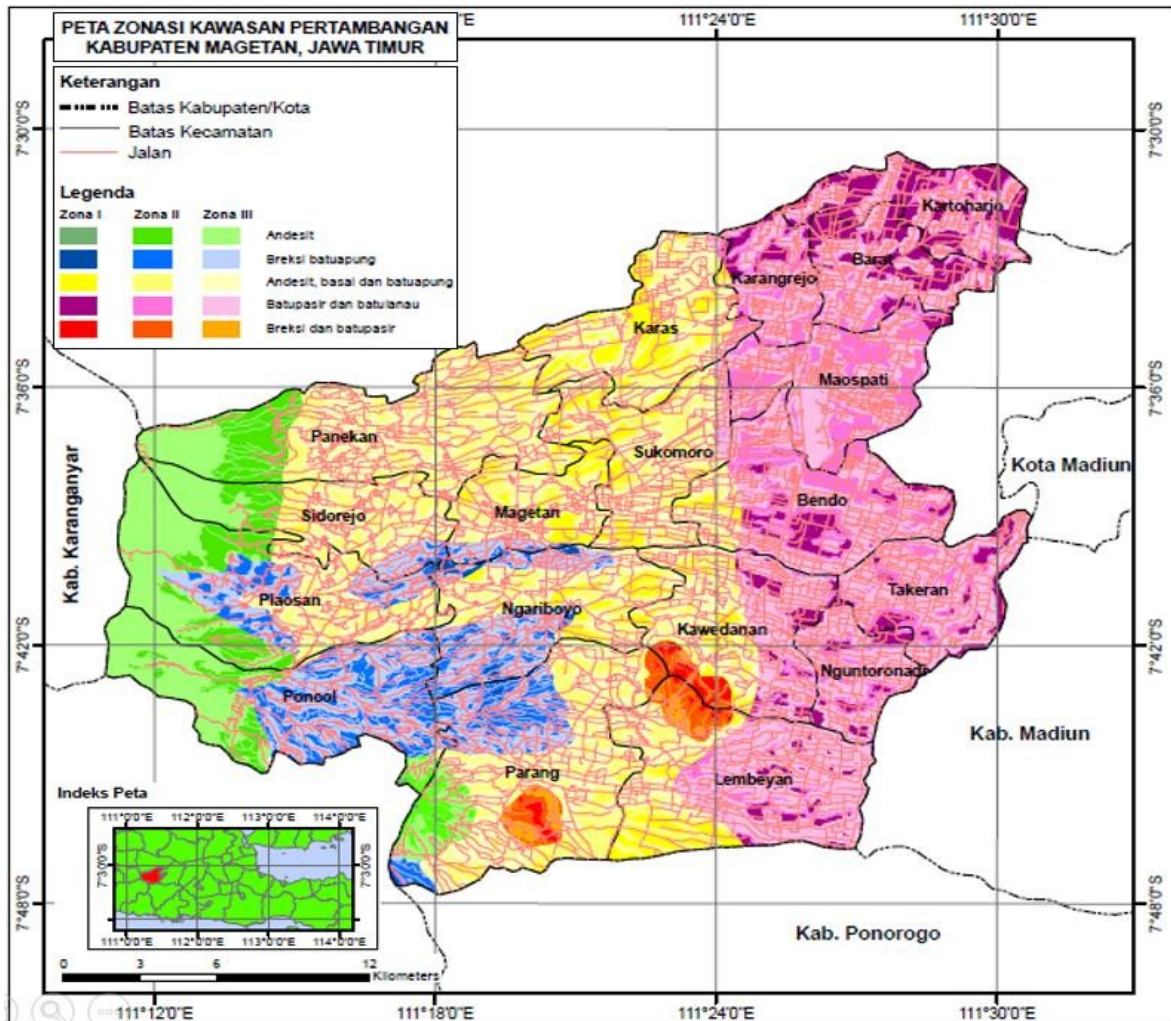 PETA ZONASI KAWASAN PERTAMBANGAN
KABUPATEN MAGETAN, JAWA TIMUR
Keterangan
Batas Kabupaten/Kota
Batas Kecamatan
Jalan
Legenda
Zona I Zona II Zona III
Andesit
Breksi batuapung
Andesit, basal dan batuapung
Batupasir dan batulanau
Breksi dan batupasir
111°24'0"E 111°30'0"E
7°30'0"S 7°30'0"S
Kartoharjo
Barat
Karangrejo
Karas
Maospati
7°36'0"S 7°36'0"S
Panekan
Sukomoro
Kota Madiun
Kab. Karanganyar
Sidorejo
Magetan
Bendo
Plaosan
Ngariboyo
Takeran
Kawedanan
7°42'0"S 7°42'0"S
Nguntoronadi
Poncol
Kab. Madiun
Parang
Lembeyan
Indeks Peta
111°0'0"E 112°0'0"E 113°0'0"E 114°0'0"E
7°30'0"S 7°30'0"S
111°0'0"E 112°0'0"E 113°0'0"E 114°0'0"E
7°48'0"S 7°48'0"S
Kab. Ponorogo
0 3 6 12
Kilometers
111°12'0"E 111°18'0"E 111°24'0"E 111°30'0"E